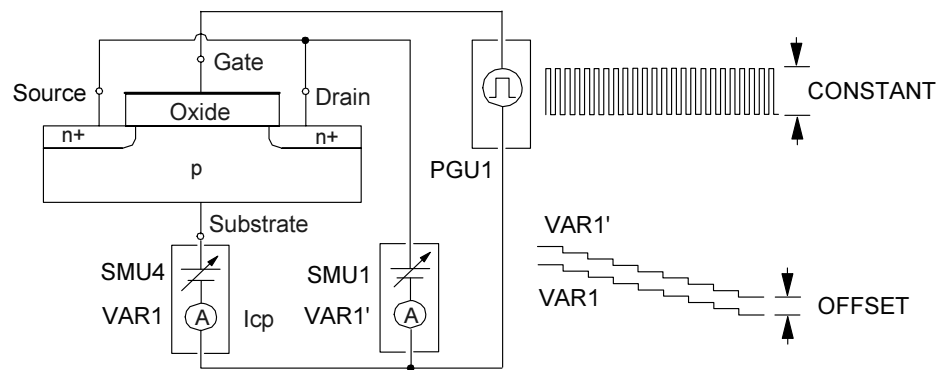 Gate
Source
Drain
Oxide
n+
n+
p
Substrate
SMU4
VAR1
A
Icp
SMU1
VAR1'
A
PGU1
CONSTANT
VAR1'
VAR1
OFFSET